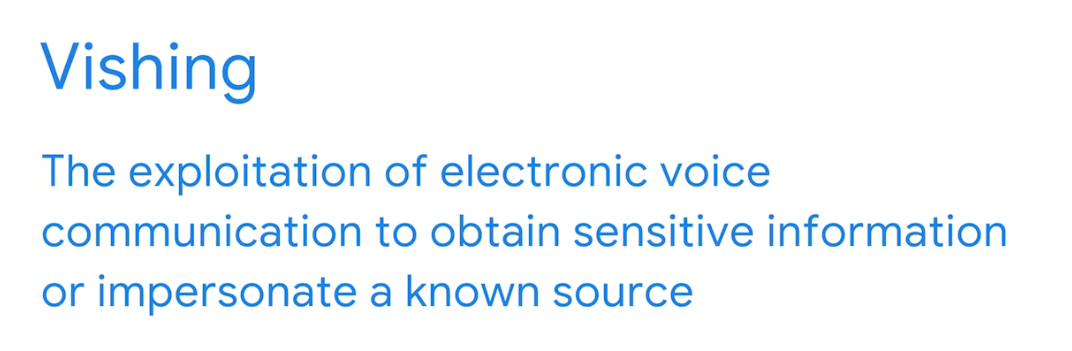 Vishing
The exploitation of electronic voice
communication to obtain sensitive information
or impersonate a known source